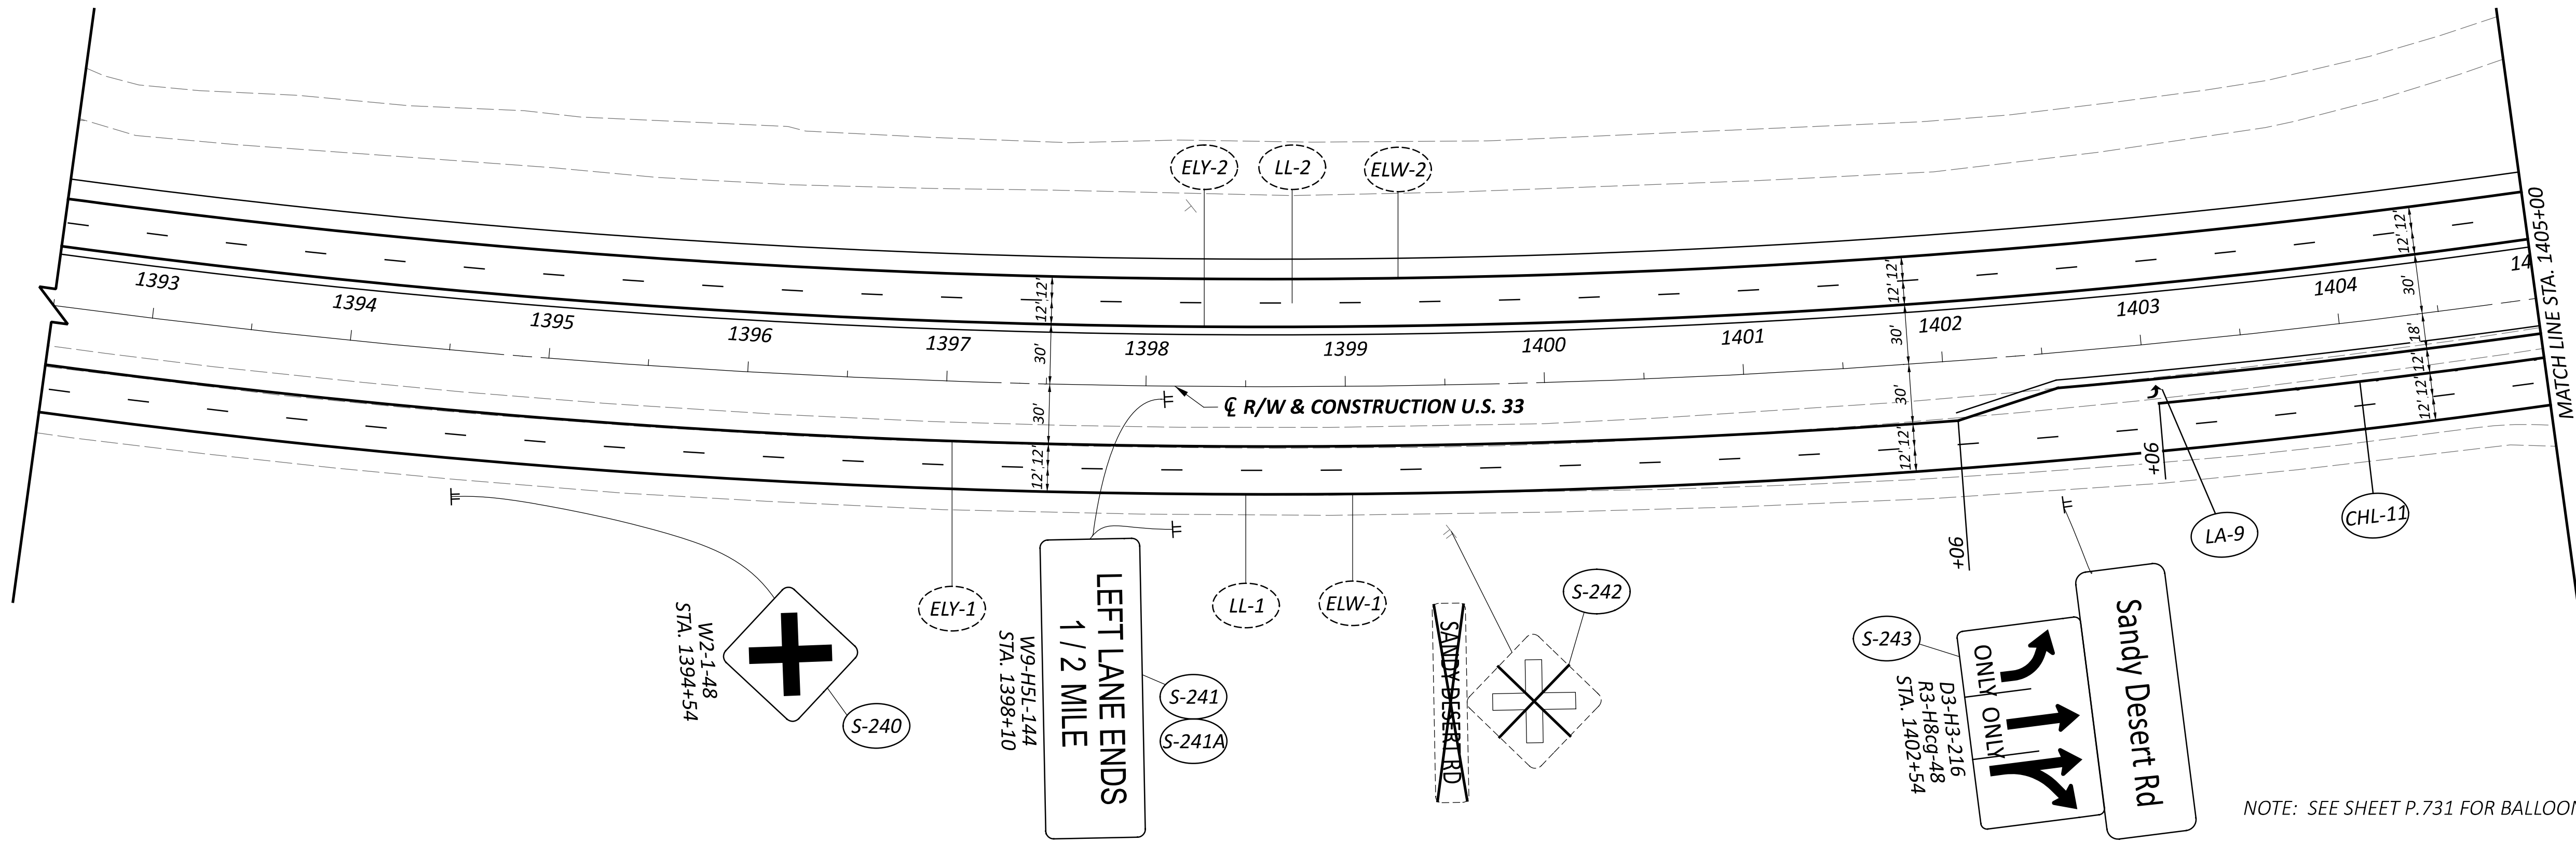 ELY-2
LL-2
ELW-2
12' 12'
12' 12'
12' 12'
1393
1394
1395
1396
1397
1398
1399
1400
1401
1402
1403
1404
14
30'
30'
30'
30'
30'
18'
℄ R/W & CONSTRUCTION U.S. 33
12' 12'
12' 12'
12'
12' 12'
MATCH LINE STA. 1405+00
90+
90+
LA-9
CHL-11
W2-1-48
STA. 1394+54
S-240
ELY-1
W9-H5L-144
STA. 1398+10
LEFT LANE ENDS
1 / 2 MILE
S-241
S-241A
LL-1
ELW-1
SANDY DESERT RD
S-242
S-243
ONLY ONLY
D3-H3-216
R3-H8cg-48
STA. 1402+54
Sandy Desert Rd
NOTE: SEE SHEET P.731 FOR BALLOON